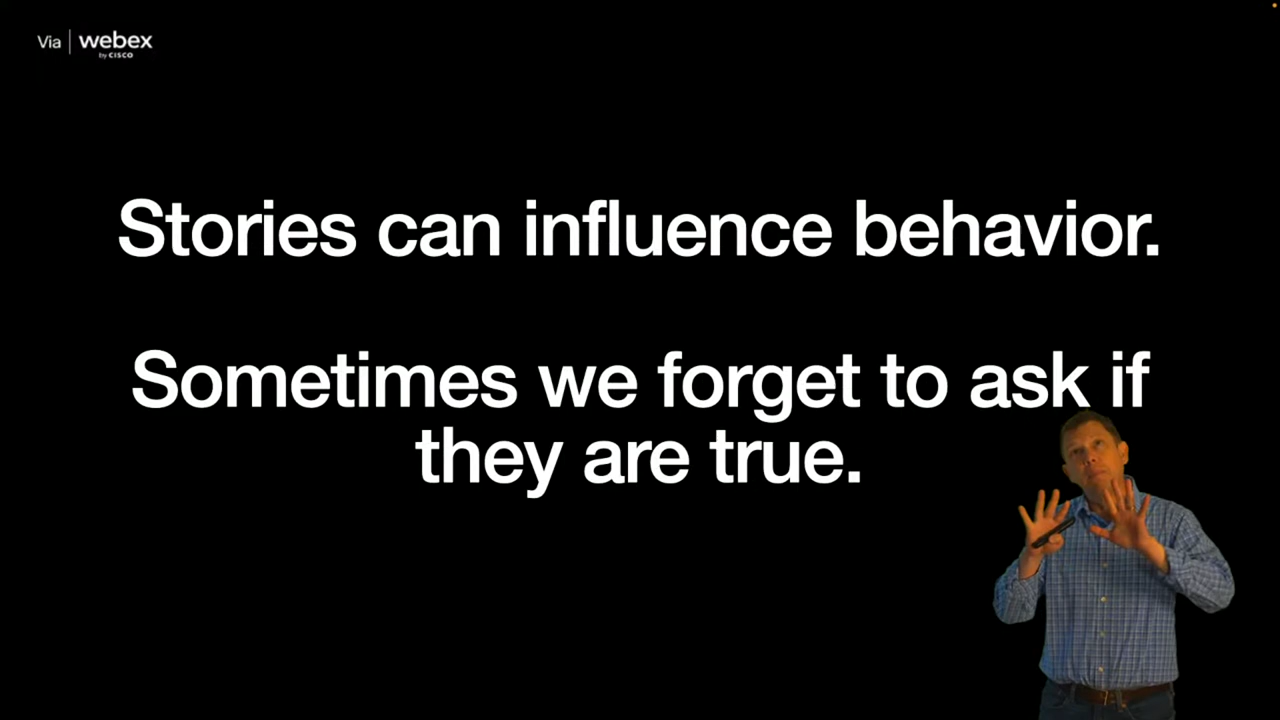 Via webex
by CISCO
Stories can influence behavior.
Sometimes we forget to ask if
they are true.